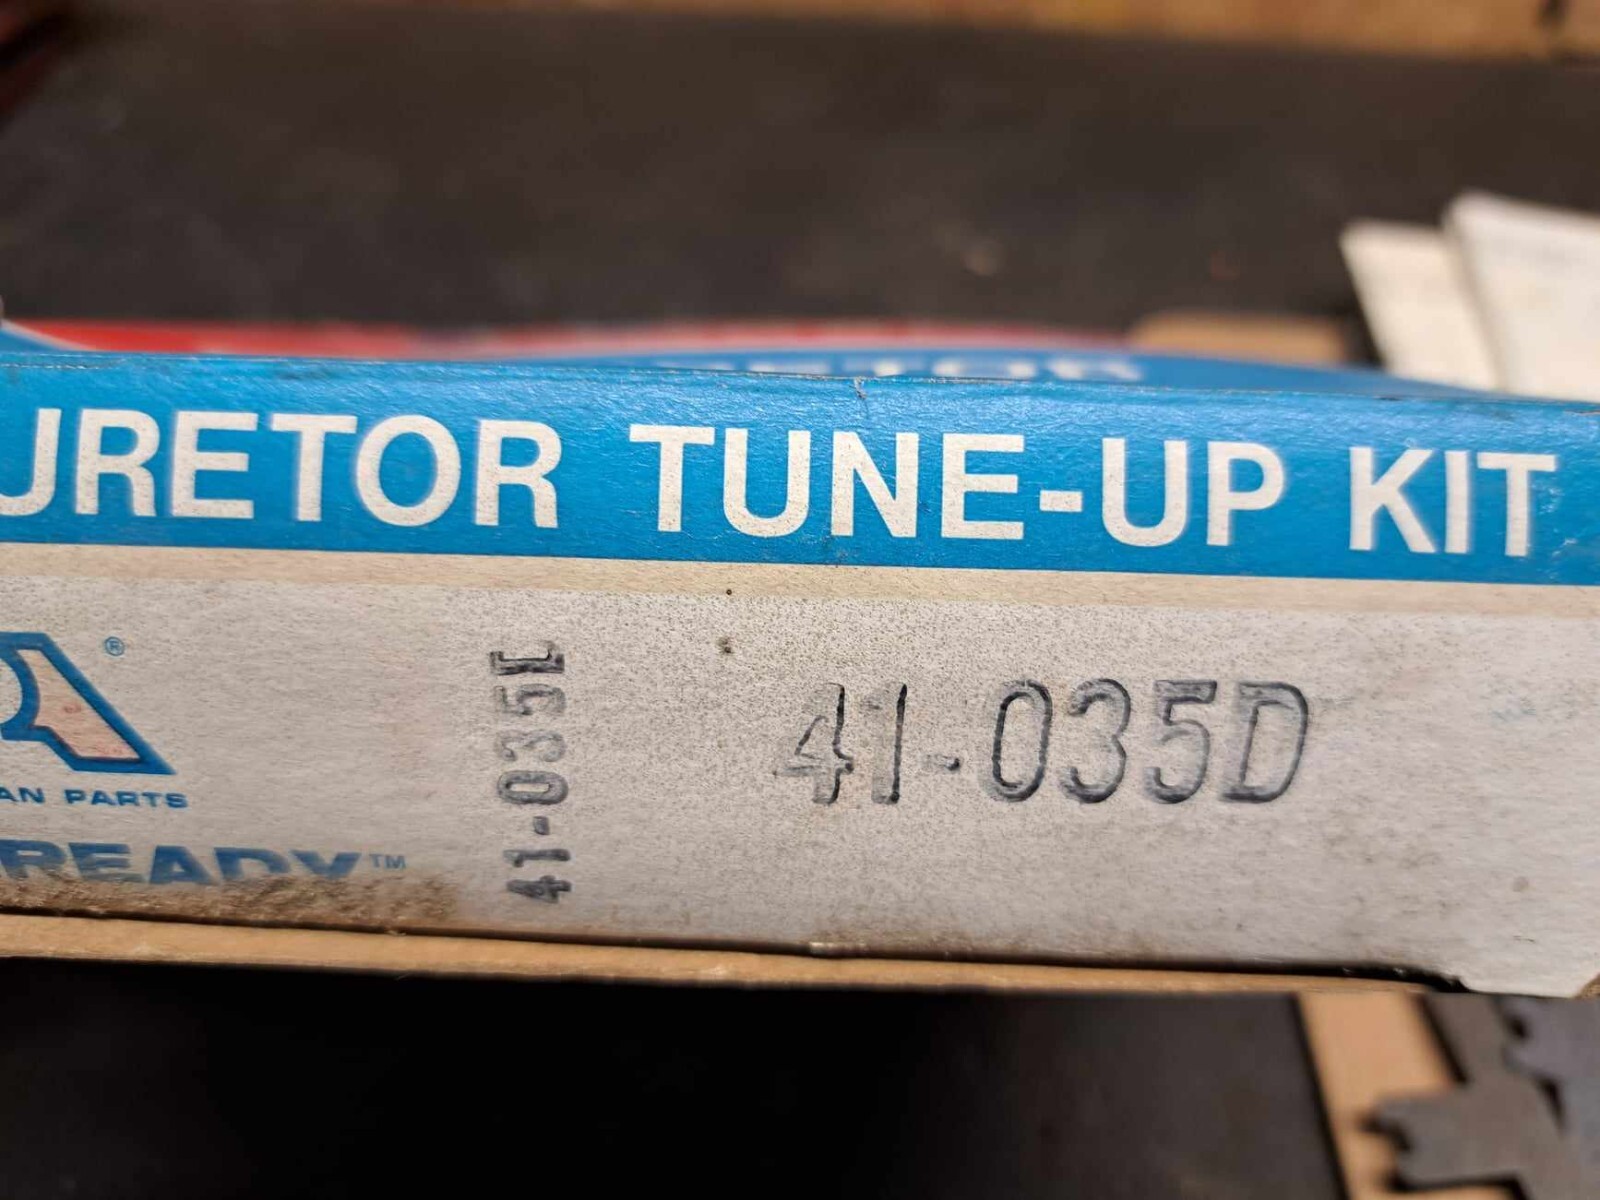 URETOR TUNE-UP KIT
R®
AN PARTS
READY™
41-035D
41-035D